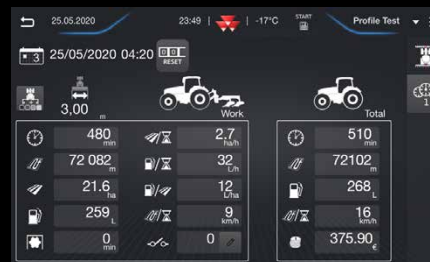 25.05.2020 23:49 -17°C START Profile Test
3 25/05/2020 04:20 RESET
3,00 m Work Total
480 min 2.7 ha/h 510 min
72 082 m 32 L/h 72102 m
21.6 ha 12 L/ha 268 L
259 L 9 km/h 16 km/h
0 min 0 375.90 €
1